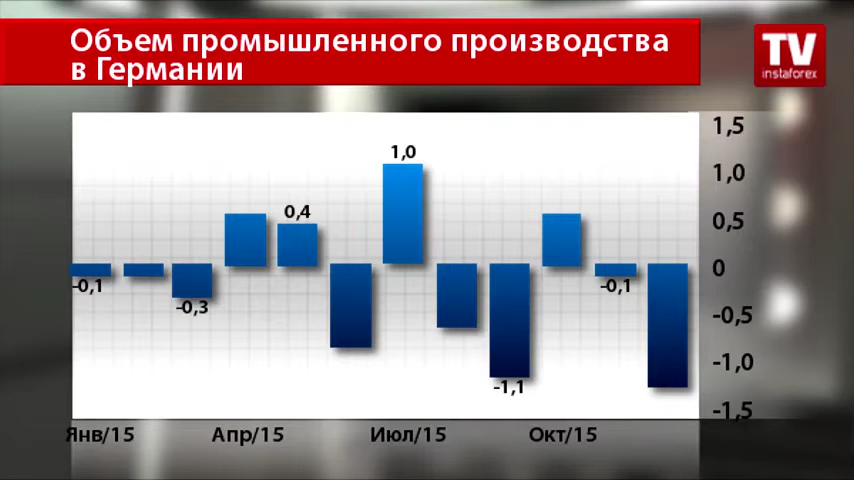 Объем промышленного производства
в Германии
TV
instaforex
1,5
1,0
0,5
0
-0,5
-1,0
-1,5
1,0
0,4
-0,1
-0,3
-0,1
-1,1
Янв/15
Апр/15
Июл/15
Окт/15